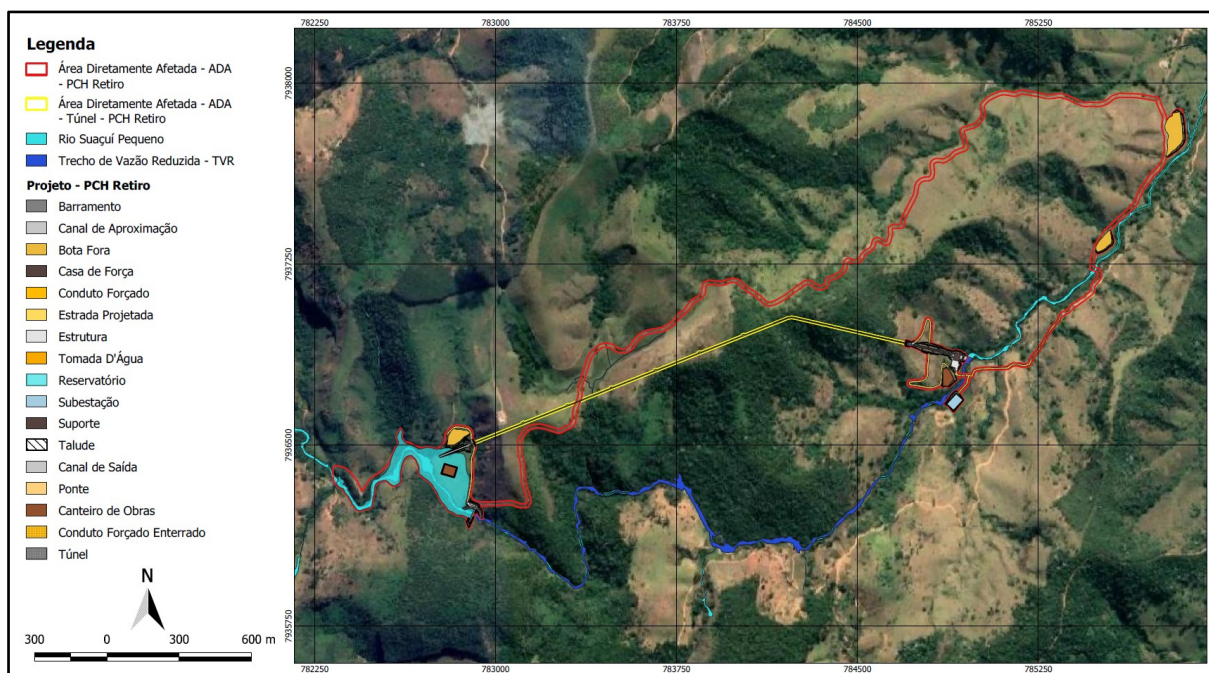 Legenda
Área Diretamente Afetada - ADA
- PCH Retiro
Área Diretamente Afetada - ADA
- Túnel - PCH Retiro
Rio Suaçuí Pequeno
Trecho de Vazão Reduzida - TVR
Projeto - PCH Retiro
Barramento
Canal de Aproximação
Bota Fora
Casa de Força
Conduto Forçado
Estrada Projetada
Estrutura
Tomada D'Água
Reservatório
Subestação
Suporte
Talude
Canal de Saída
Ponte
Canteiro de Obras
Conduto Forçado Enterrado
Túnel
N
300 0 300 600 m
782250 783000 783750 784500 785250
7938000
7937250
7936500
7935750
782250 783000 783750 784500 785250